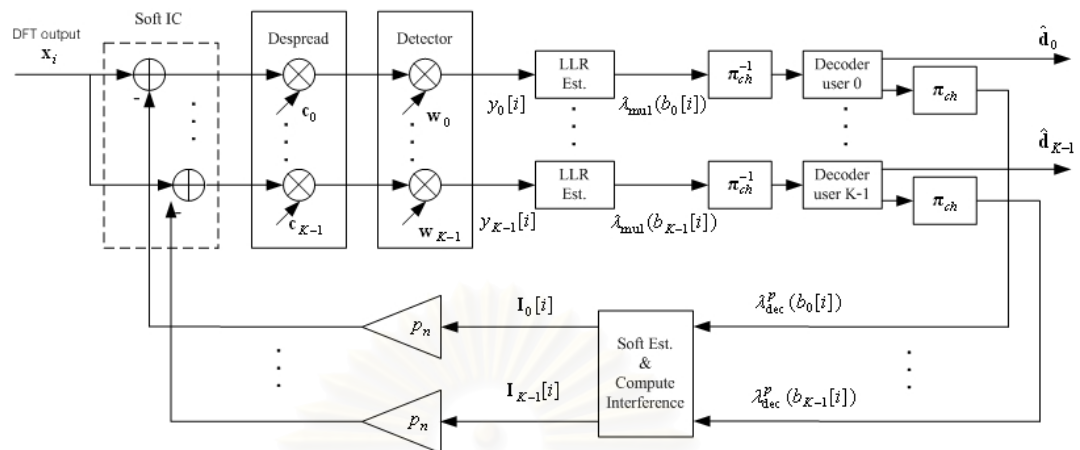 Soft IC
DFT output
x_i
-
-
Despread
c_0
c_{K-1}
Detector
w_0
w_{K-1}
y_0[i]
y_{K-1}[i]
LLR
Est.
LLR
Est.
λ̂_mul(b_0[i])
λ̂_mul(b_{K-1}[i])
π_ch^{-1}
π_ch^{-1}
Decoder
user 0
Decoder
user K-1
π_ch
π_ch
d̂_0
d̂_{K-1}
p_n
p_n
I_0[i]
I_{K-1}[i]
Soft Est.
&
Compute
Interference
λ_dec^p(b_0[i])
λ_dec^p(b_{K-1}[i])